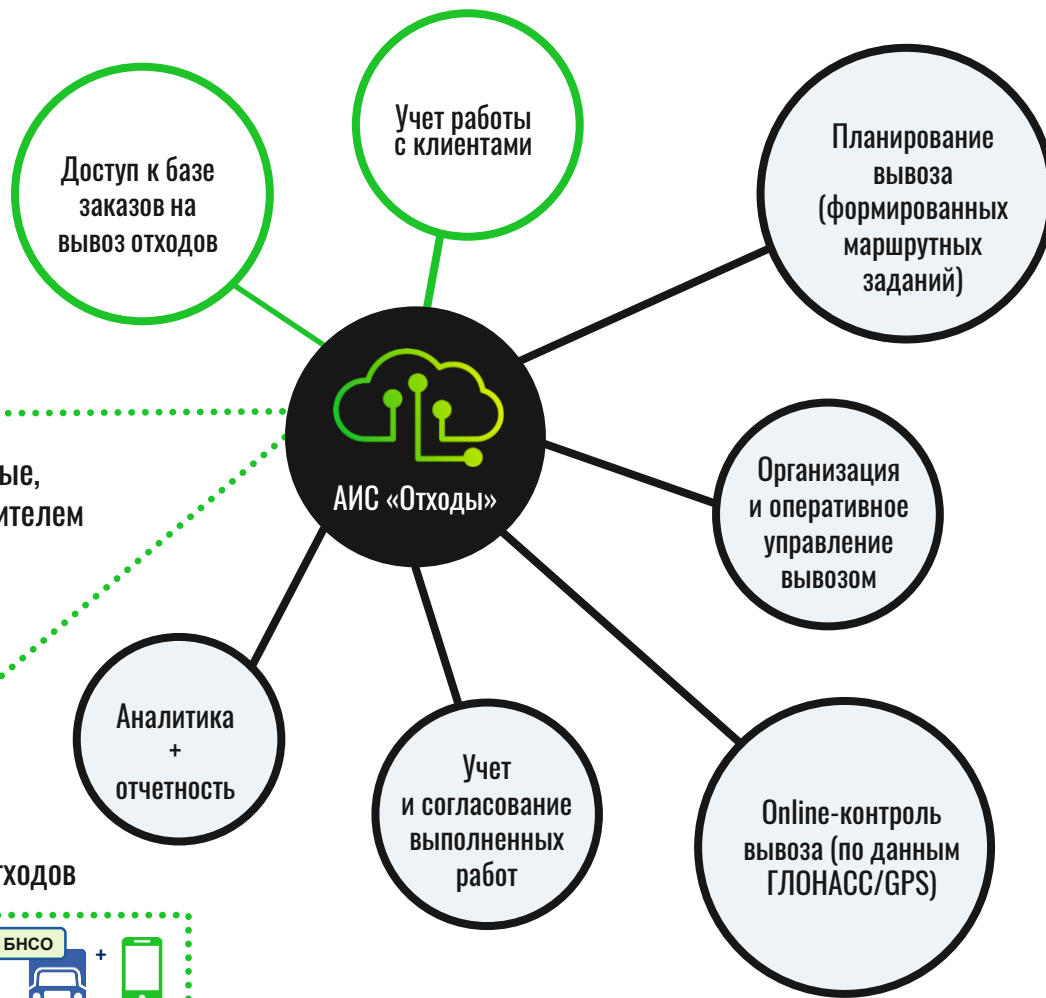 Учет работы
с клиентами
Доступ к базе
заказов на
вывоз отходов
Планирование
вывоза
(формированных
маршрутных
заданий)
АИС «Отходы»
Организация
и оперативное
управление
вывозом
Аналитика
+
отчетность
Учет
и согласование
выполненных
работ
Online-контроль
вывоза (по данным
ГЛОНАСС/GPS)
БНСО
+